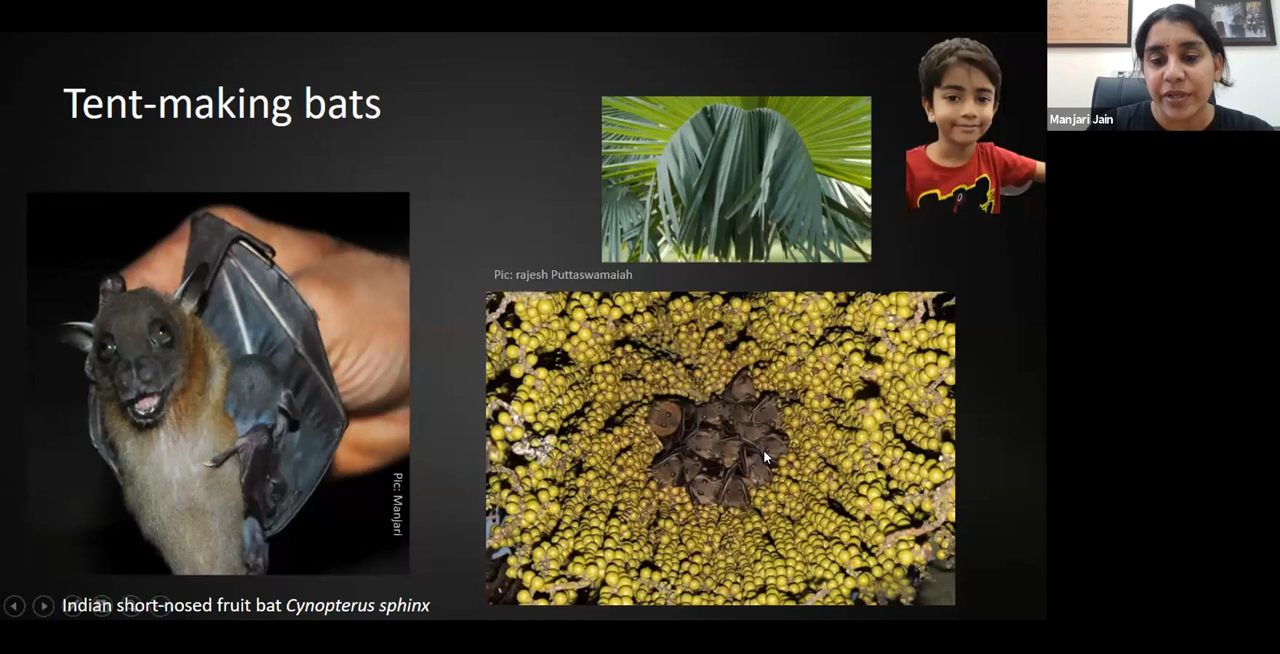 Tent-making bats
Manjari Jain
Pic: rajesh Puttaswamaiah
Pic: Manjari
Indian short-nosed fruit bat Cynopterus sphinx